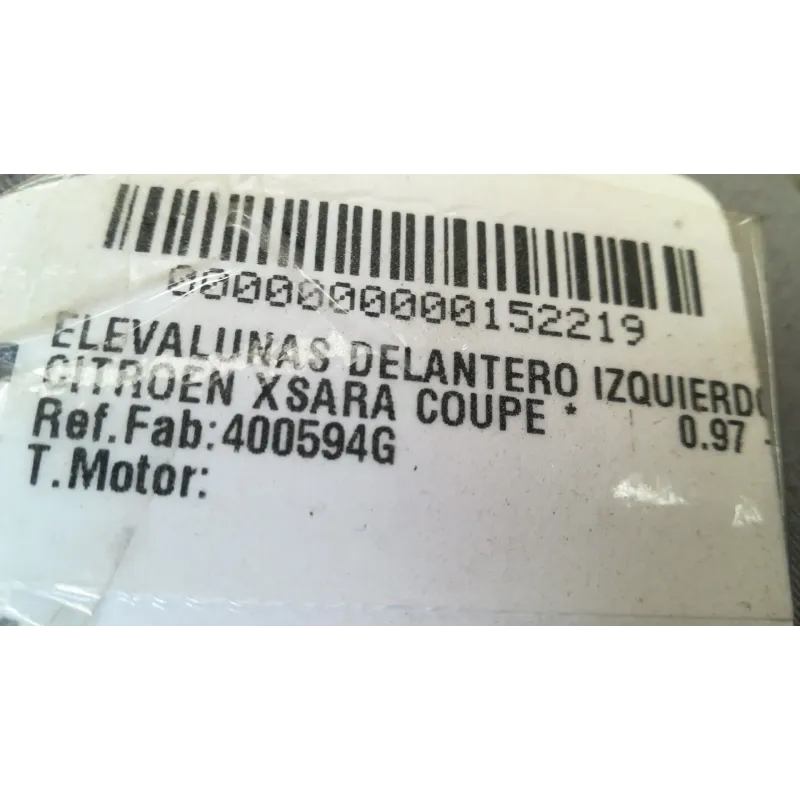 0000000000152219
ELEVALUNAS DELANTERO IZQUIERDO
CITROEN XSARA COUPE * 0.97 -
Ref.Fab:400594G
T.Motor: